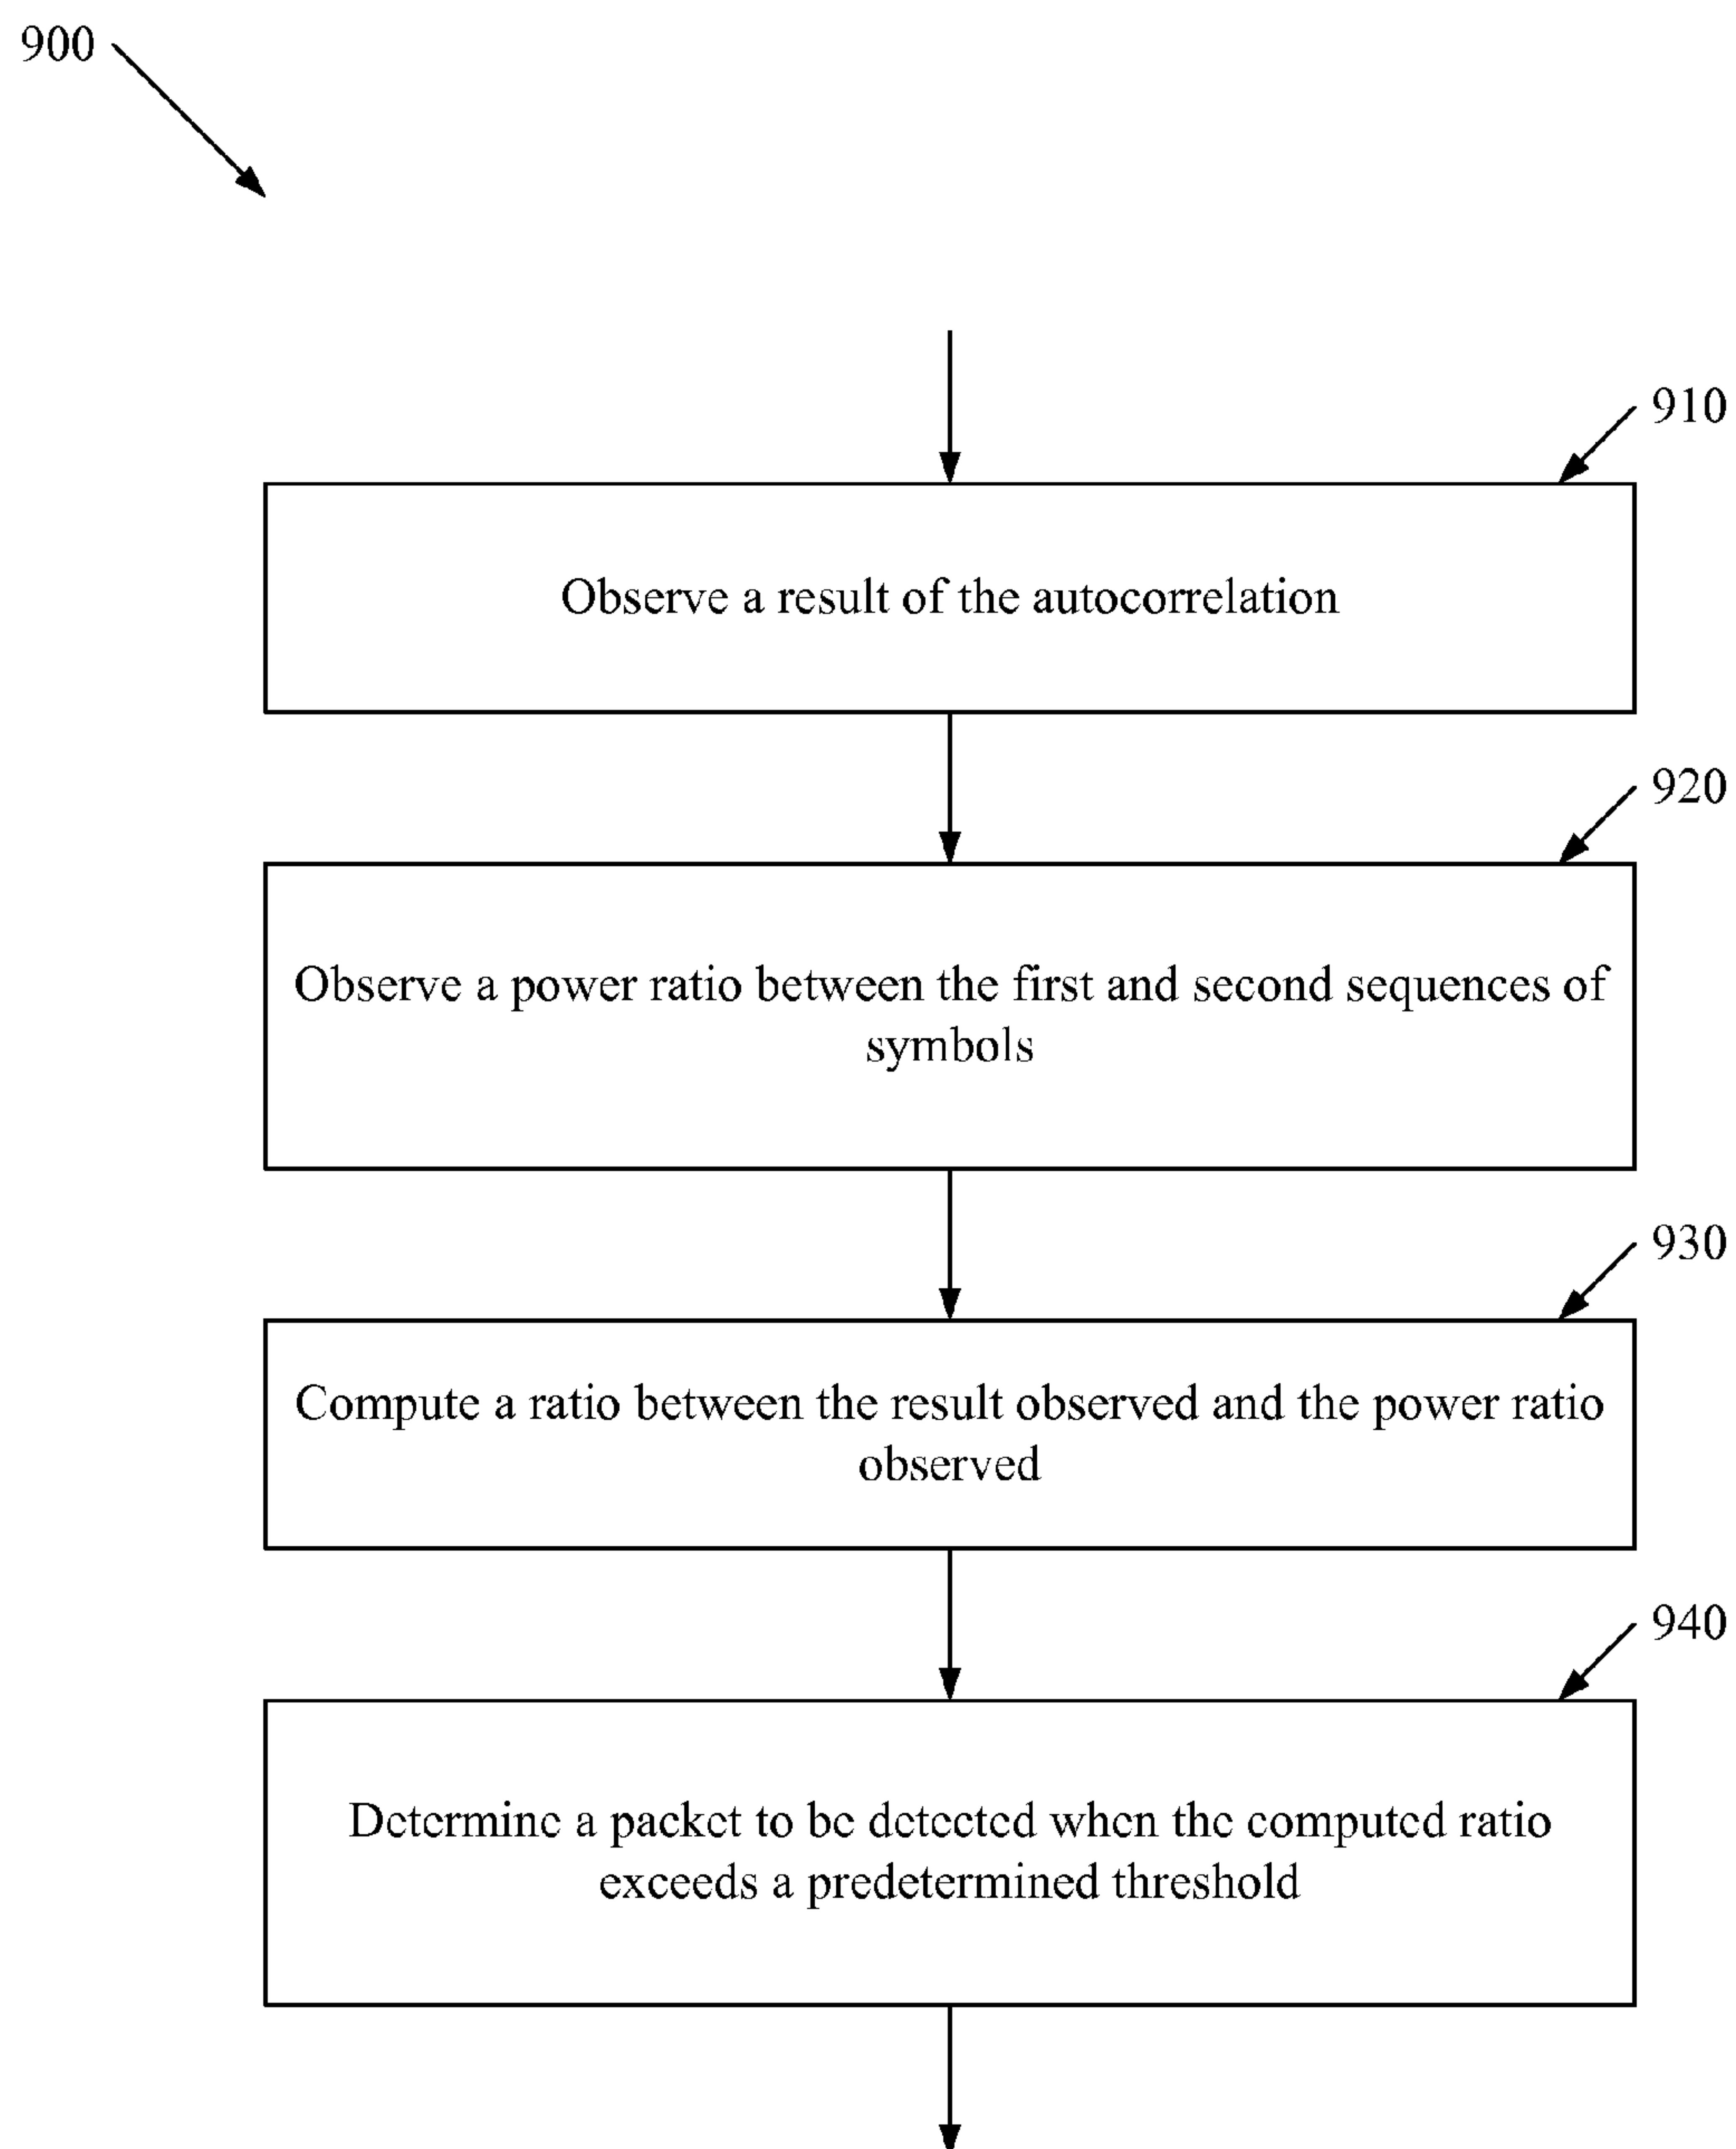 900
910
Observe a result of the autocorrelation
920
Observe a power ratio between the first and second sequences of
symbols
930
Compute a ratio between the result observed and the power ratio
observed
940
Determine a packet to be detected when the computed ratio
exceeds a predetermined threshold